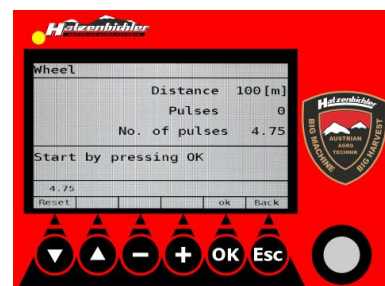 Hatzenbichler
Wheel
Distance 100[m]
Pulses 0
No. of pulses 4.75
Start by pressing OK
4.75
Reset ok Back
OK Esc
Hatzenbichler
BIG MACHINE
AUSTRIAN
AGRO
TECHNIK
BIG HARVEST